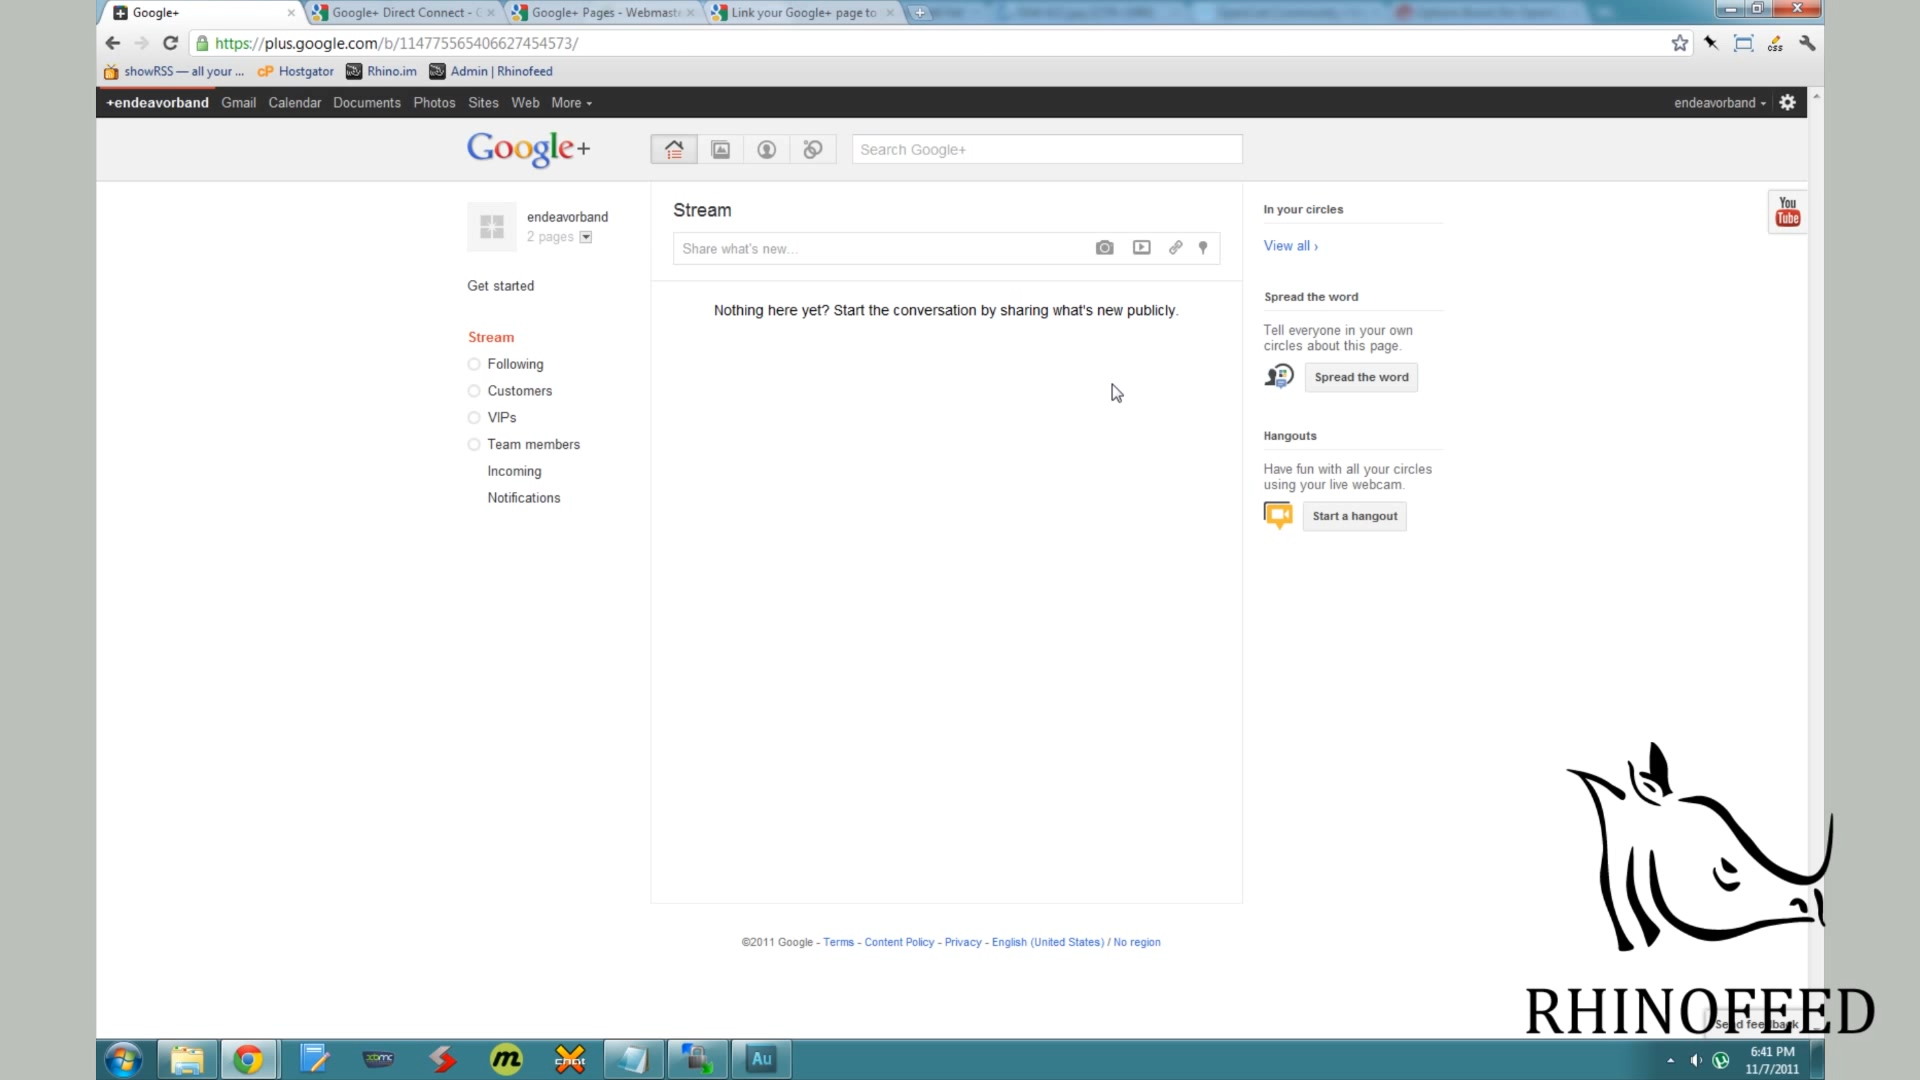 Google+
Google+ Direct Connect - G
Google+ Pages - Webmaste
Link your Google+ page to
https://plus.google.com/b/114775565406627454573/
css
showRSS — all your ...
cP Hostgator
Rhino.im
Admin | Rhinofeed
+endeavorband Gmail Calendar Documents Photos Sites Web More
endeavorband
Google+
Search Google+
endeavorband
2 pages
Get started
Stream
Following
Customers
VIPs
Team members
Incoming
Notifications
Stream
Share what's new...
Nothing here yet? Start the conversation by sharing what's new publicly.
In your circles
View all ›
Spread the word
Tell everyone in your own
circles about this page.
Spread the word
Hangouts
Have fun with all your circles
using your live webcam.
Start a hangout
You
Tube
©2011 Google - Terms - Content Policy - Privacy - English (United States) / No region
RHINOFEED
Send feedback
xbmc
m
Au
6:41 PM
11/7/2011